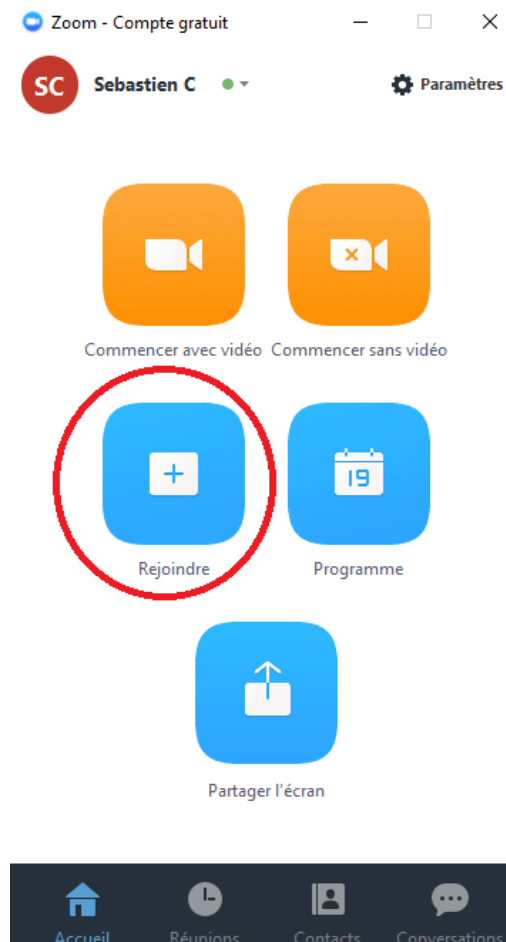 Zoom - Compte gratuit
SC Sebastien C Paramètres
Commencer avec vidéo Commencer sans vidéo
19
Rejoindre Programme
Partager l'écran
Accueil Réunions Contacts Conversations